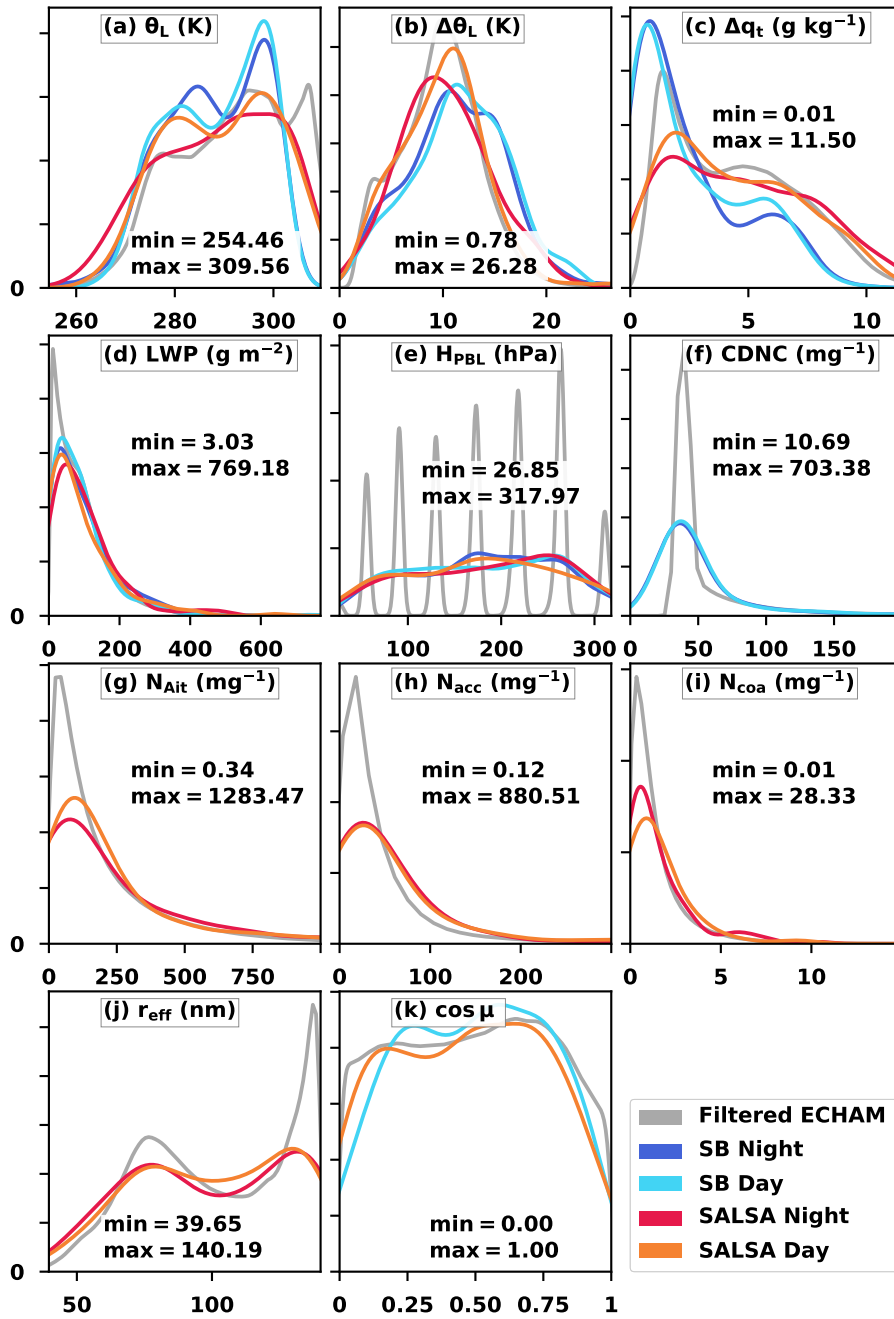 (a) θL (K)
min = 254.46
max = 309.56
0
260 280 300
(b) ΔθL (K)
min = 0.78
max = 26.28
0 10 20
(c) Δqt (g kg−1)
min = 0.01
max = 11.50
0 5 10
(d) LWP (g m−2)
min = 3.03
max = 769.18
0
0 200 400 600
(e) HPBL (hPa)
min = 26.85
max = 317.97
100 200 300
(f) CDNC (mg−1)
min = 10.69
max = 703.38
0 50 100 150
(g) NAit (mg−1)
min = 0.34
max = 1283.47
0
0 250 500 750
(h) Nacc (mg−1)
min = 0.12
max = 880.51
0 100 200
(i) Ncoa (mg−1)
min = 0.01
max = 28.33
0 5 10
(j) reff (nm)
min = 39.65
max = 140.19
0
50 100
(k) cos μ
min = 0.00
max = 1.00
0 0.25 0.50 0.75 1
Filtered ECHAM
SB Night
SB Day
SALSA Night
SALSA Day